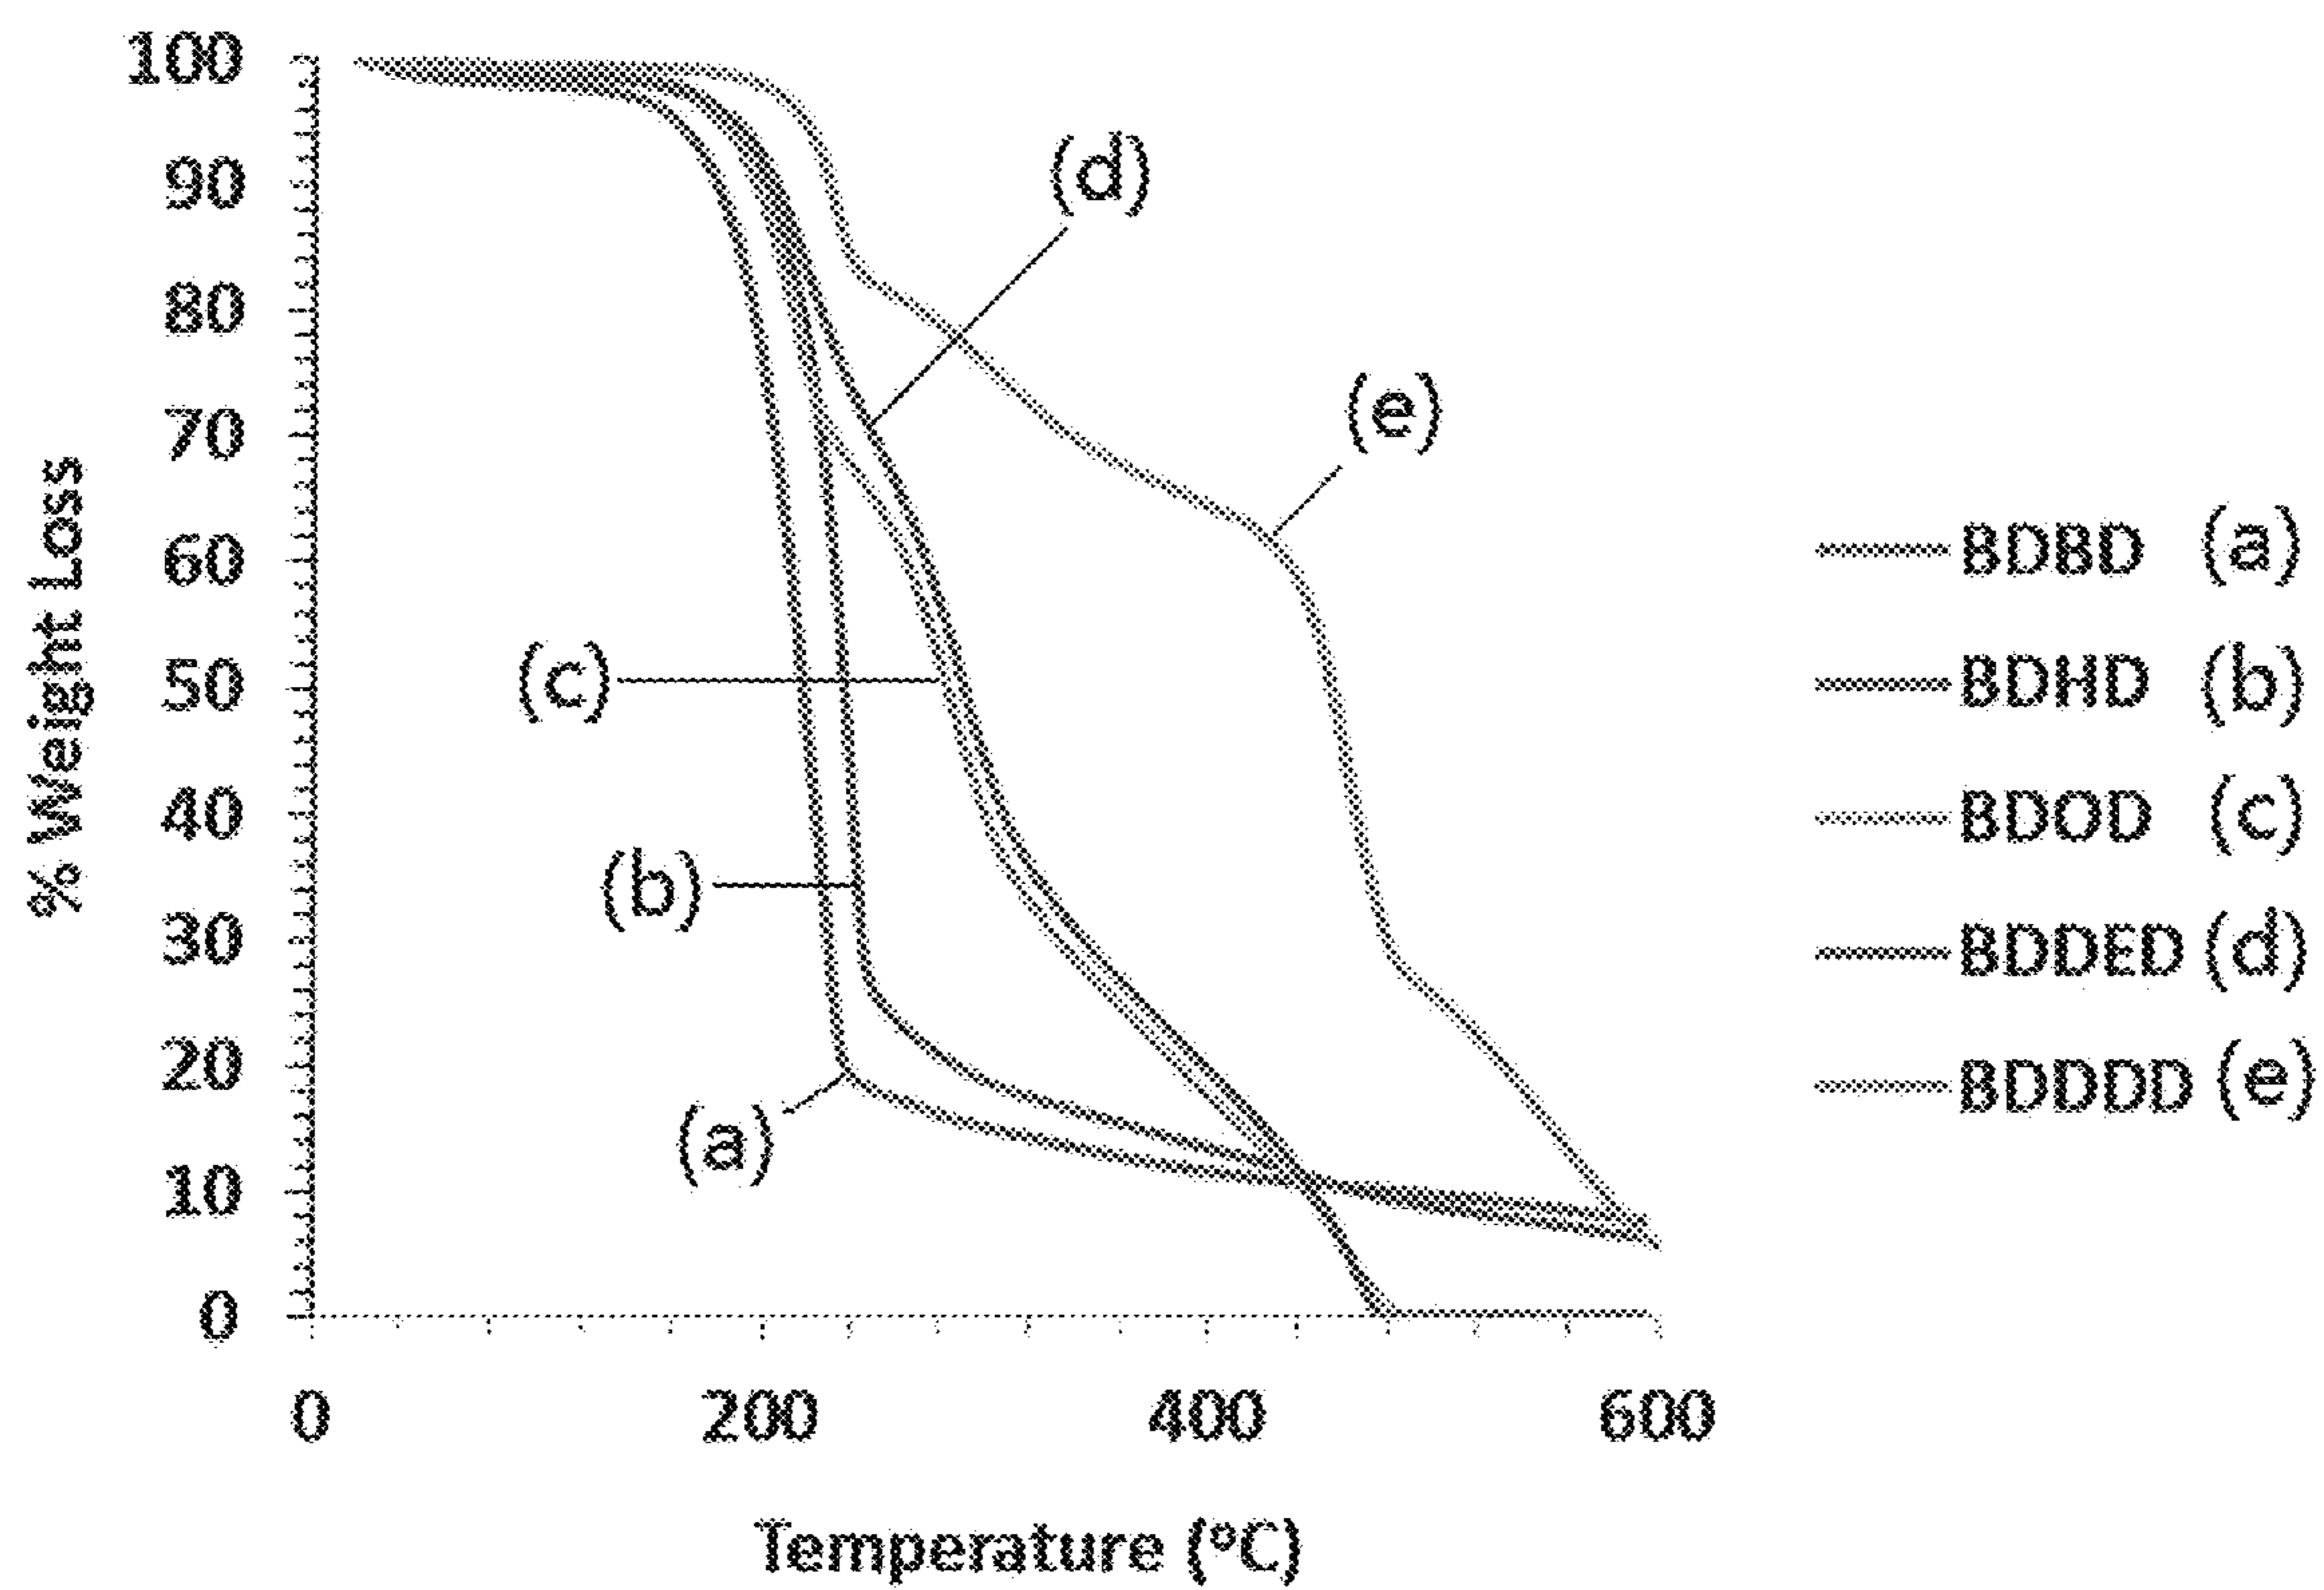 % Weight Loss
100
90
80
70
60
50
40
30
20
10
0
0 200 400 600
Temperature (ºC)
(a)
(b)
(c)
(d)
(e)
BDBD (a)
BDHD (b)
BDOD (c)
BDDED (d)
BDDDD (e)